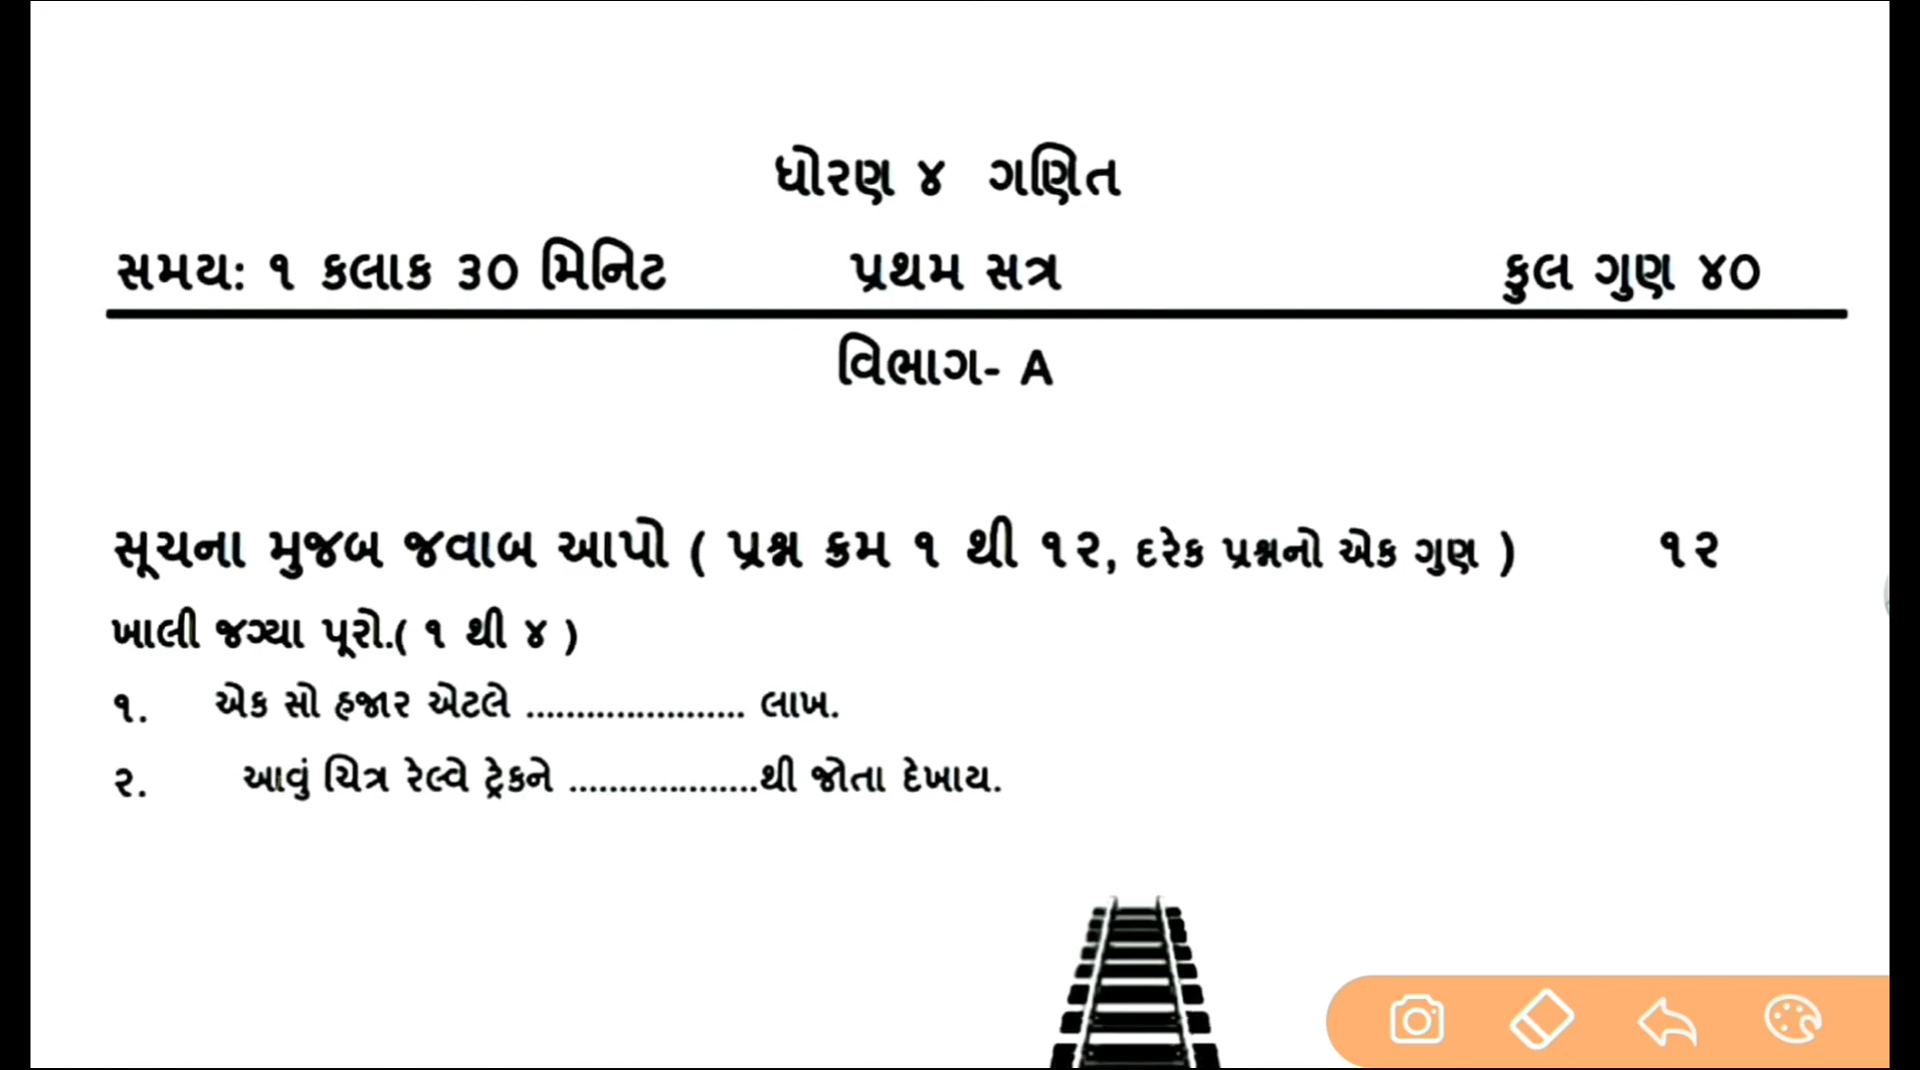 ધોરણ ૪ ગણિત
સમય: ૧ કલાક ૩૦ મિનિટ પ્રથમ સત્ર કુલ ગુણ ૪૦
વિભાગ- A
સૂચના મુજબ જવાબ આપો ( પ્રશ્ન ક્રમ ૧ થી ૧૨, દરેક પ્રશ્નનો એક ગુણ ) ૧૨
ખાલી જગ્યા પૂરો.( ૧ થી ૪ )
૧. એક સો હજાર એટલે ...................... લાખ.
૨. આવું ચિત્ર રેલ્વે ટ્રેકને ...................થી જોતા દેખાય.